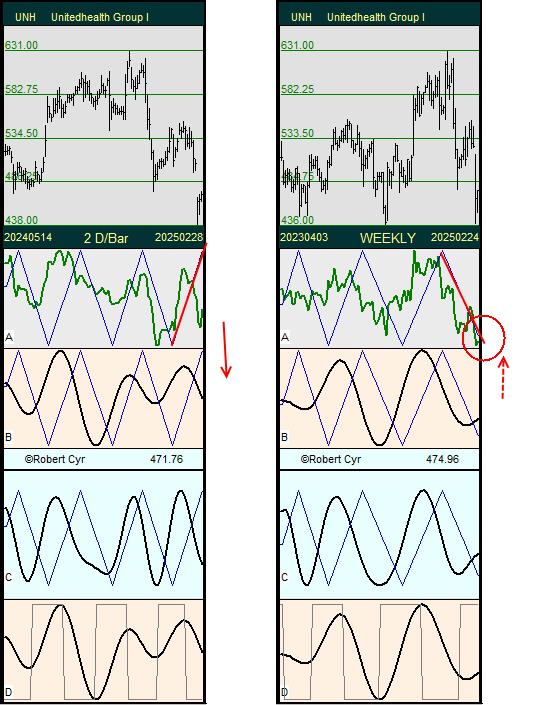 UNH Unitedhealth Group I
631.00
582.75
534.50
438.00
20240514 2 D/Bar 20250228
A
B
©Robert Cyr 471.76
C
D
UNH Unitedhealth Group I
631.00
582.25
533.50
436.00
20230403 WEEKLY 20250224
A
B
©Robert Cyr 474.96
C
D